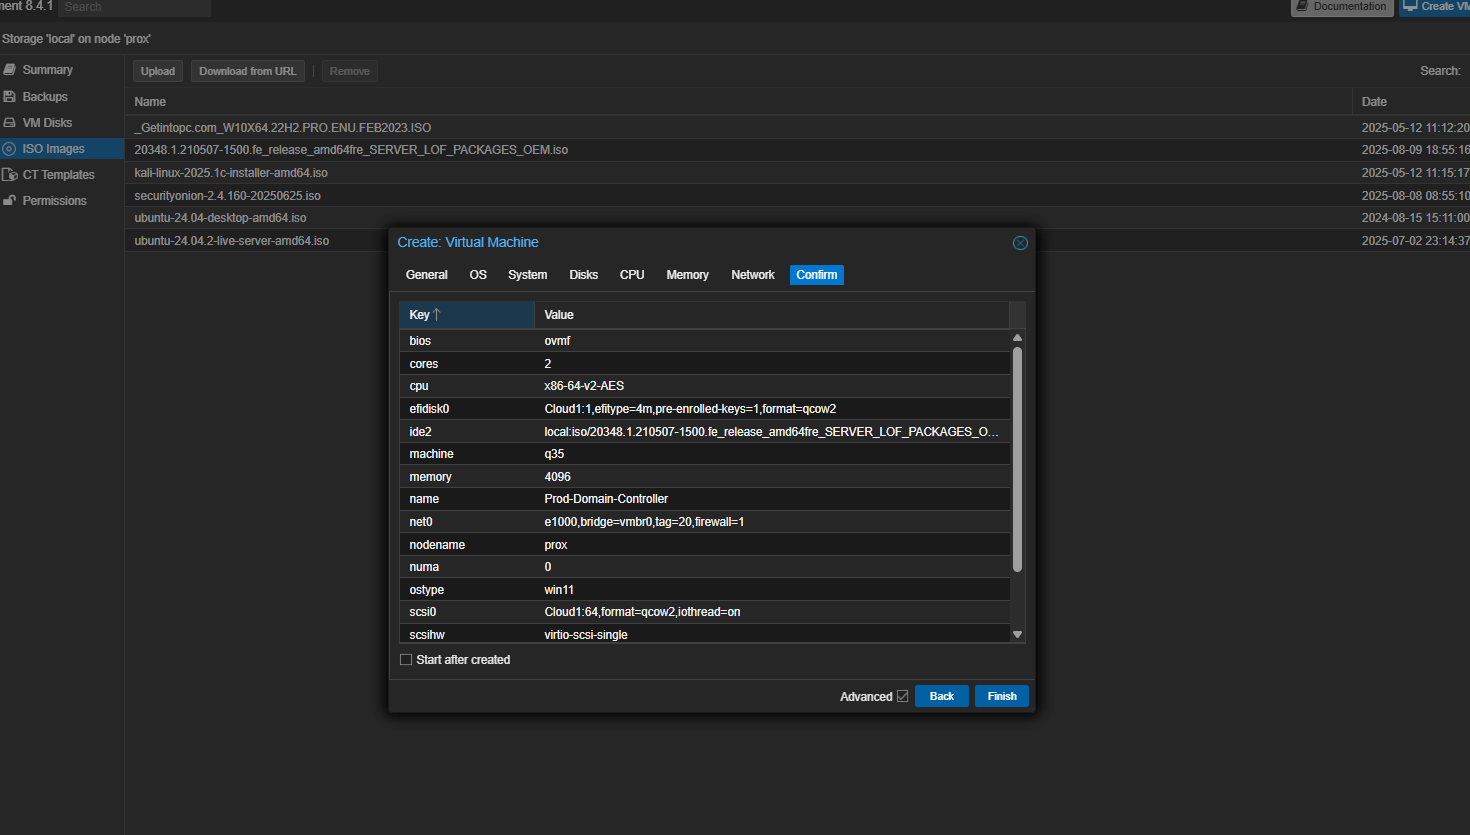 ment 8.4.1 Search Documentation Create VM
Storage 'local' on node 'prox'
Summary
Backups
VM Disks
ISO Images
CT Templates
Permissions
Upload Download from URL Remove Search:
Name Date
_Getintopc.com_W10X64.22H2.PRO.ENU.FEB2023.ISO 2025-05-12 11:12:20
20348.1.210507-1500.fe_release_amd64fre_SERVER_LOF_PACKAGES_OEM.iso 2025-08-09 18:55:16
kali-linux-2025.1c-installer-amd64.iso 2025-05-12 11:15:17
securityonion-2.4.160-20250625.iso 2025-08-08 08:55:10
ubuntu-24.04-desktop-amd64.iso 2024-08-15 15:11:00
ubuntu-24.04.2-live-server-amd64.iso 2025-07-02 23:14:37
Create: Virtual Machine
General OS System Disks CPU Memory Network Confirm
Key ↑ Value
bios ovmf
cores 2
cpu x86-64-v2-AES
efidisk0 Cloud1:1,efitype=4m,pre-enrolled-keys=1,format=qcow2
ide2 local:iso/20348.1.210507-1500.fe_release_amd64fre_SERVER_LOF_PACKAGES_O...
machine q35
memory 4096
name Prod-Domain-Controller
net0 e1000,bridge=vmbr0,tag=20,firewall=1
nodename prox
numa 0
ostype win11
scsi0 Cloud1:64,format=qcow2,iothread=on
scsihw virtio-scsi-single
Start after created
Advanced Back Finish